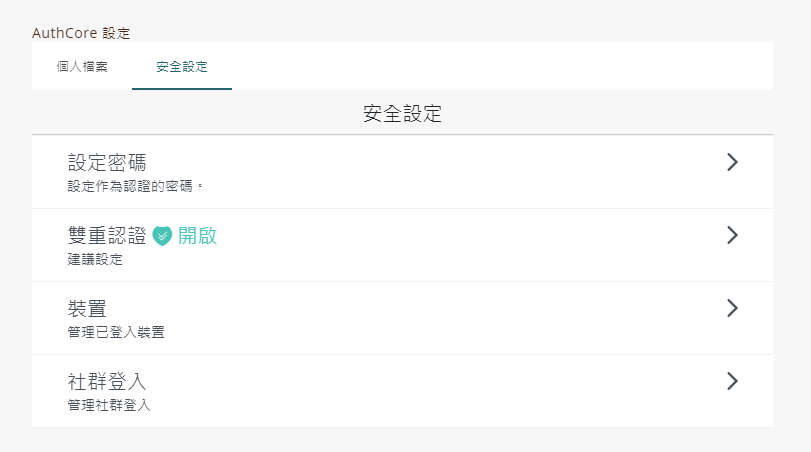 AuthCore 設定
個人檔案
安全設定
安全設定
設定密碼
設定作為認證的密碼。
雙重認證 開啟
建議設定
裝置
管理已登入裝置
社群登入
管理社群登入